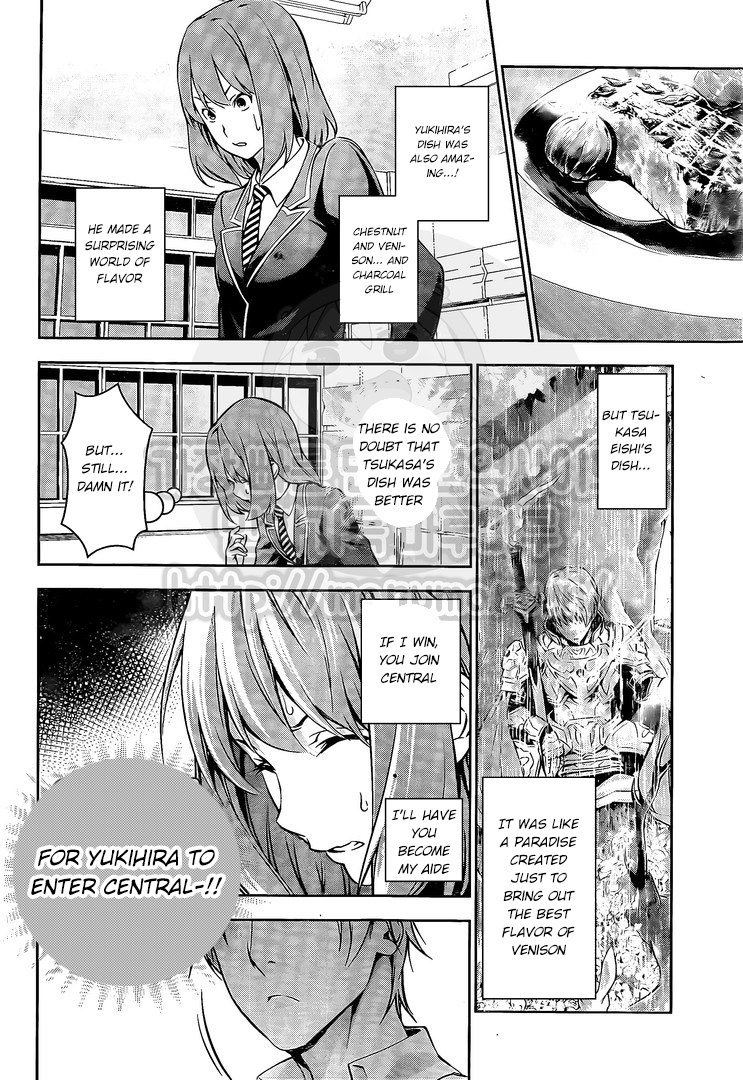 YUKIHIRA'S
DISH WAS
ALSO AMAZ-
ING...!
CHESTNUT
AND VENI-
SON... AND
CHARCOAL
GRILL
HE MADE A
SURPRISING
WORLD OF
FLAVOR
BUT TSU-
KASA
EISHI'S
DISH...
IT WAS LIKE
A PARADISE
CREATED
JUST TO
BRING OUT
THE BEST
FLAVOR OF
VENISON
THERE IS NO
DOUBT THAT
TSUKASA'S
DISH WAS
BETTER
BUT...
STILL...
DAMN IT!
IF I WIN,
YOU JOIN
CENTRAL
I'LL HAVE
YOU
BECOME
MY AIDE
FOR YUKIHIRA TO
ENTER CENTRAL-!!